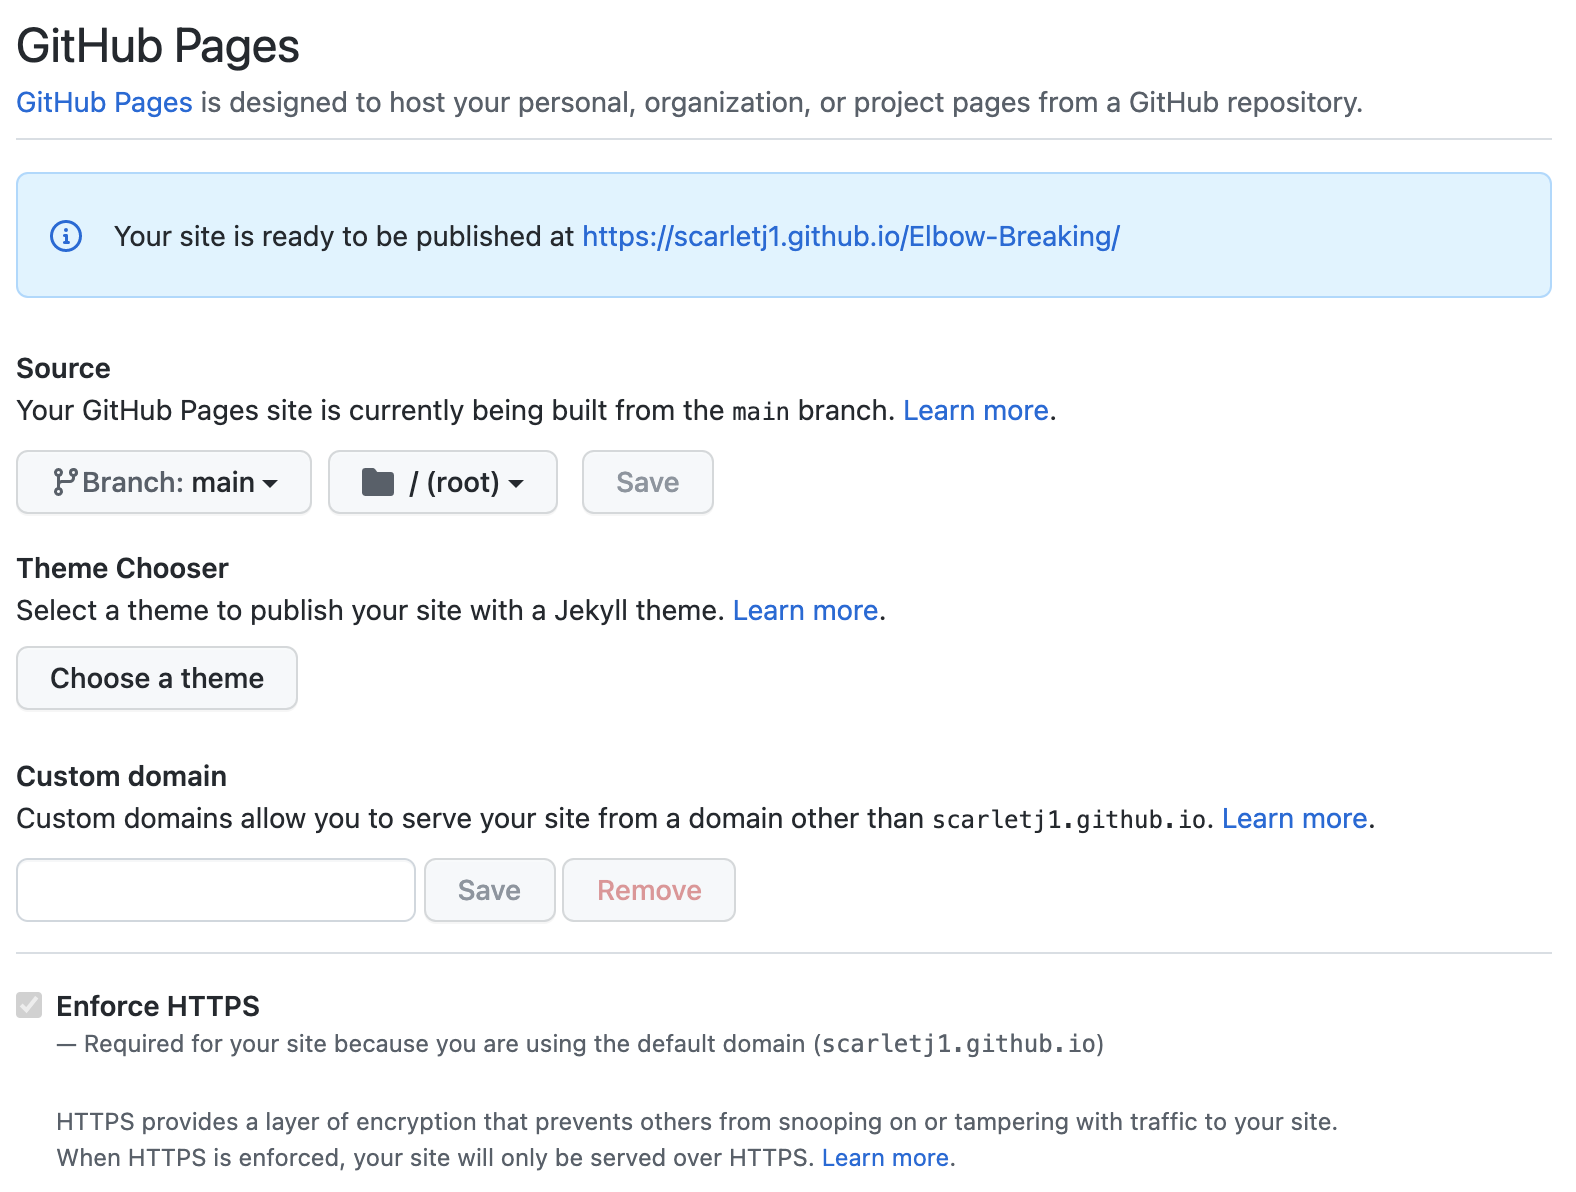 GitHub Pages
GitHub Pages is designed to host your personal, organization, or project pages from a GitHub repository.
Your site is ready to be published at https://scarletj1.github.io/Elbow-Breaking/
Source
Your GitHub Pages site is currently being built from the main branch. Learn more.
Branch: main / (root) Save
Theme Chooser
Select a theme to publish your site with a Jekyll theme. Learn more.
Choose a theme
Custom domain
Custom domains allow you to serve your site from a domain other than scarletj1.github.io. Learn more.
Save Remove
Enforce HTTPS
— Required for your site because you are using the default domain (scarletj1.github.io)
HTTPS provides a layer of encryption that prevents others from snooping on or tampering with traffic to your site.
When HTTPS is enforced, your site will only be served over HTTPS. Learn more.